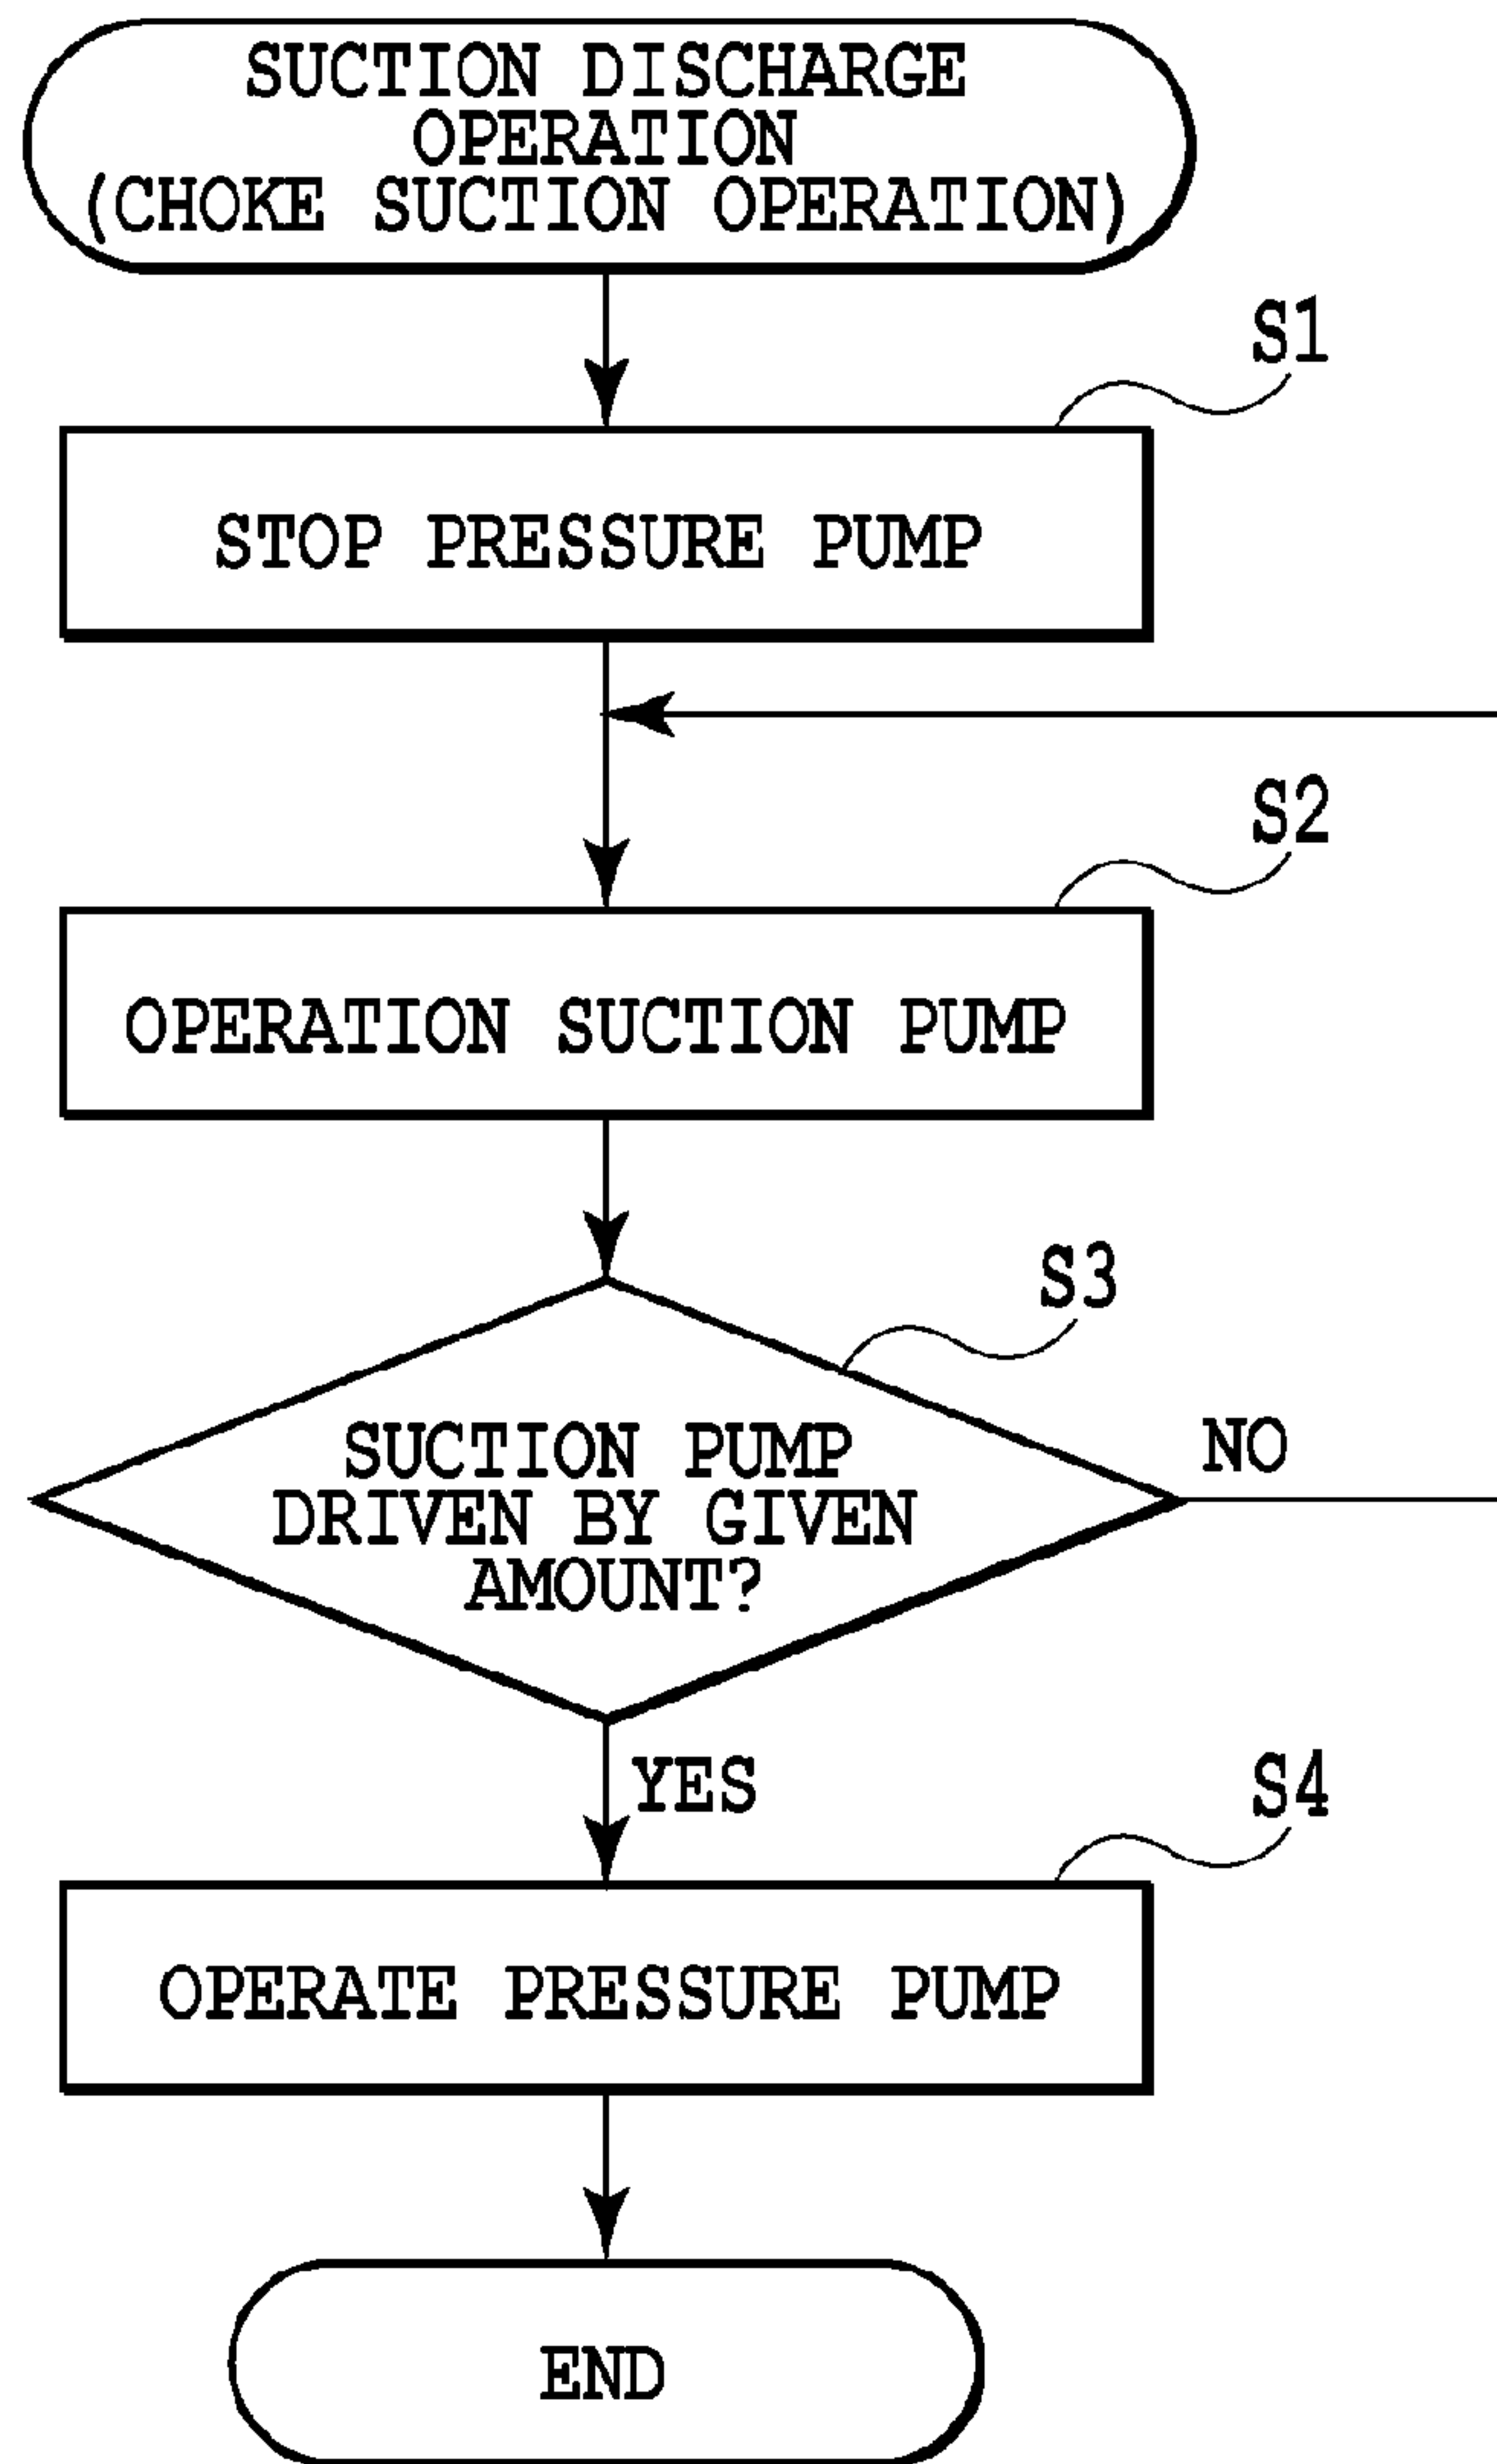 SUCTION DISCHARGE
OPERATION
(CHOKE SUCTION OPERATION)
S1
STOP PRESSURE PUMP
S2
OPERATION SUCTION PUMP
S3
SUCTION PUMP
DRIVEN BY GIVEN
AMOUNT?
NO
YES
S4
OPERATE PRESSURE PUMP
END